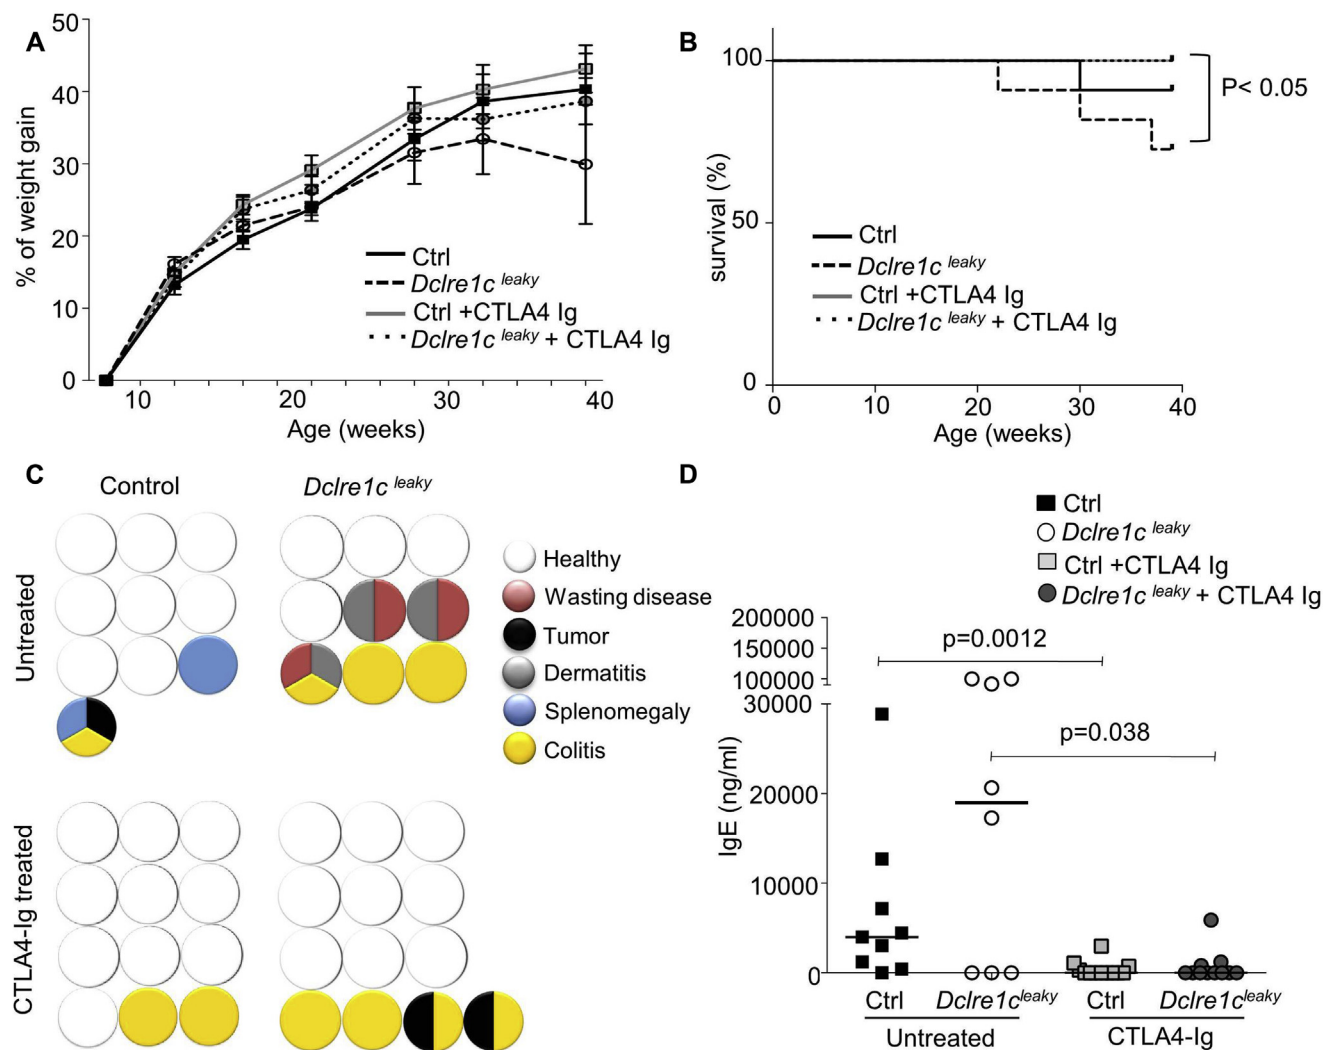 A
50
40
30
20
10
0
% of weight gain
Ctrl
Dclre1c leaky
Ctrl +CTLA4 Ig
Dclre1c leaky + CTLA4 Ig
10 20 30 40
Age (weeks)
B
100
50
0
survival (%)
P< 0.05
Ctrl
Dclre1c leaky
Ctrl +CTLA4 Ig
Dclre1c leaky + CTLA4 Ig
0 10 20 30 40
Age (weeks)
C
Control Dclre1c leaky
Untreated
CTLA4-Ig treated
Healthy
Wasting disease
Tumor
Dermatitis
Splenomegaly
Colitis
D
Ctrl
Dclre1c leaky
Ctrl +CTLA4 Ig
Dclre1c leaky + CTLA4 Ig
200000
150000
100000
30000
20000
10000
0
IgE (ng/ml)
p=0.0012
p=0.038
Ctrl Dclre1c leaky Ctrl Dclre1c leaky
Untreated CTLA4-Ig